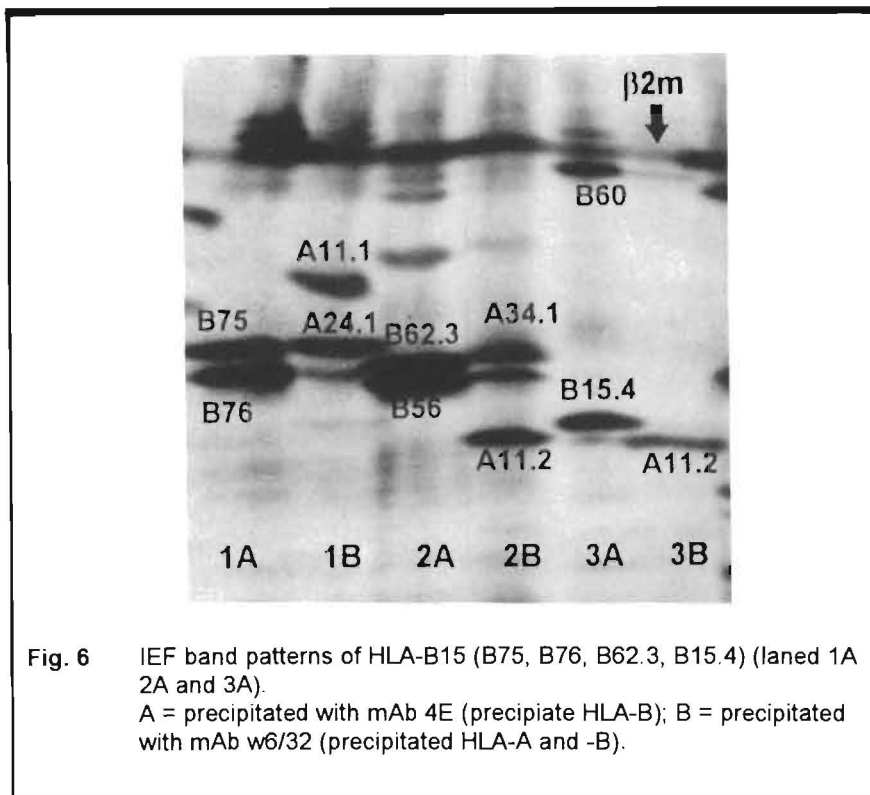 β2m
B60
A11.1
B75 A24.1 B62.3 A34.1
B15.4
B76 B56
A11.2 A11.2
1A 1B 2A 2B 3A 3B
Fig. 6 IEF band patterns of HLA-B15 (B75, B76, B62.3, B15.4) (laned 1A
2A and 3A).
A = precipitated with mAb 4E (precipiate HLA-B); B = precipitated
with mAb w6/32 (precipitated HLA-A and -B).